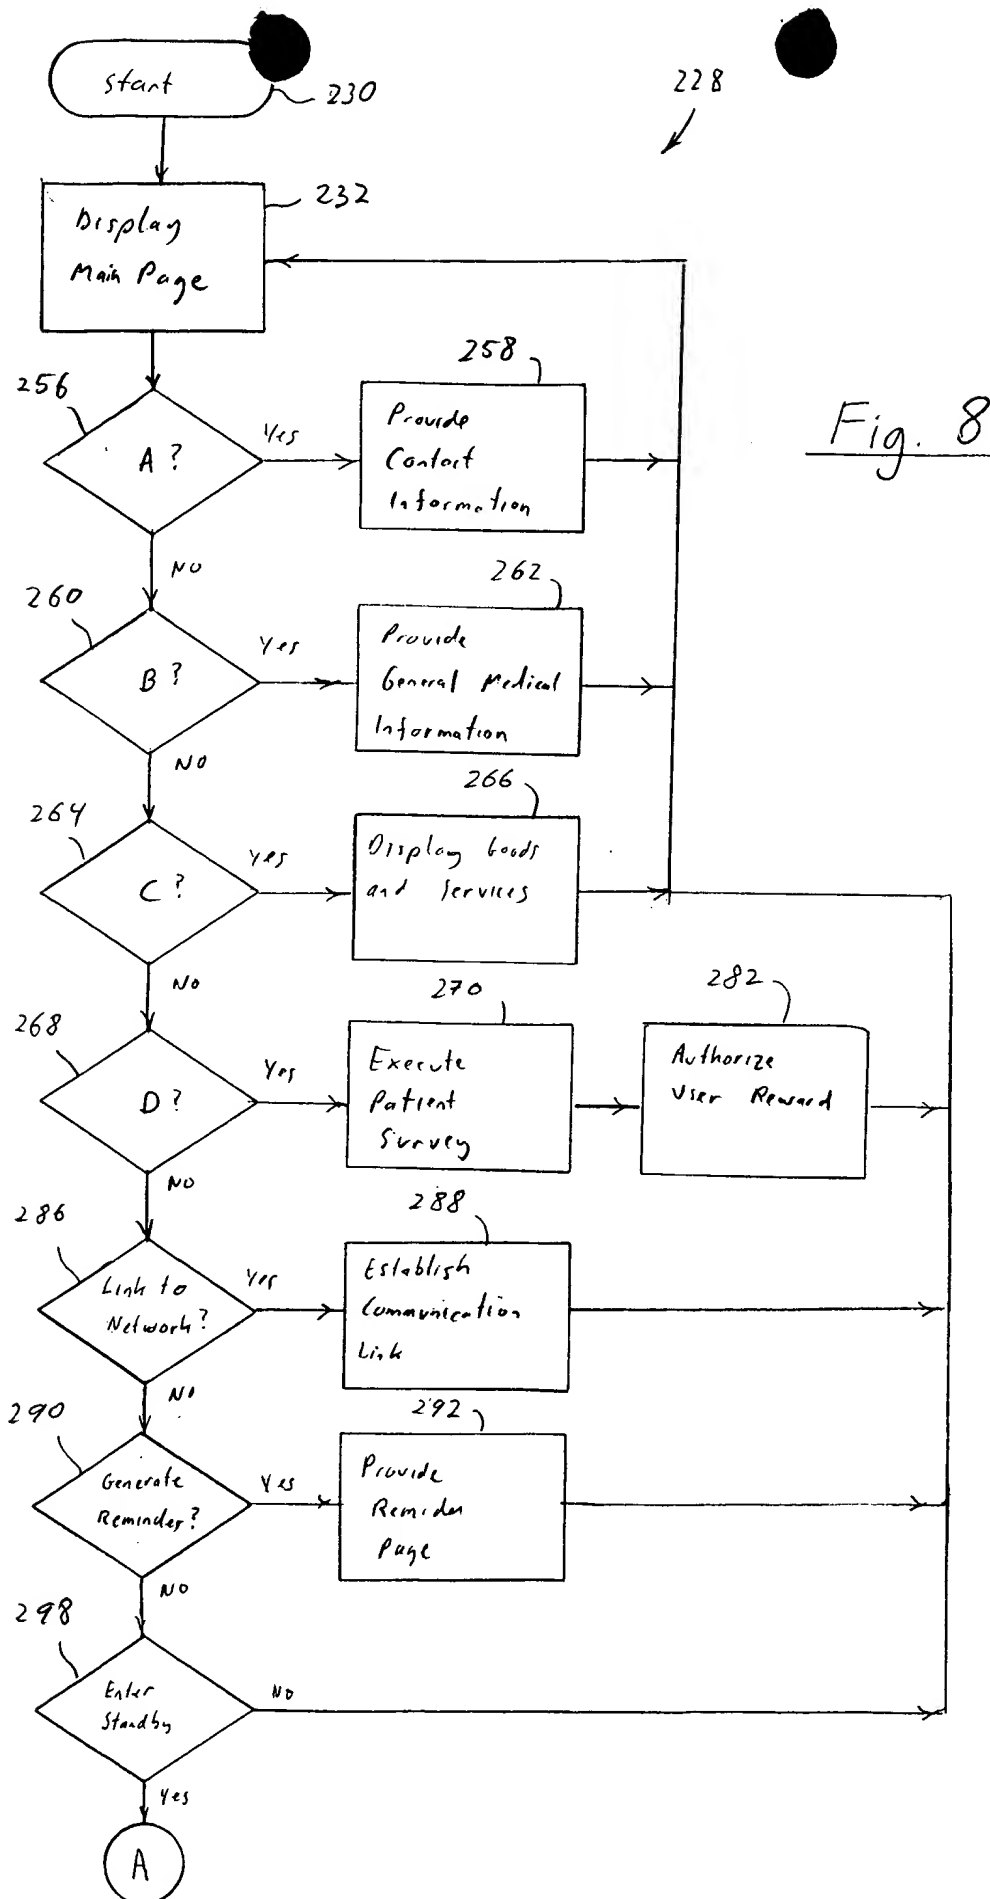 start
230
228
232
Display
Main Page
Fig. 8
256
A ?
Yes
258
Provide
Contact
Information
NO
260
B ?
Yes
262
Provide
General Medical
Information
NO
264
C ?
Yes
266
Display Goods
and Services
NO
268
D ?
Yes
270
Execute
Patient
Survey
282
Authorize
User Reward
NO
286
Link to
Network?
Yes
288
Establish
Communication
Link
NO
290
Generate
Reminder?
Yes
292
Provide
Remider
Page
NO
298
Enter
Standby
NO
Yes
A